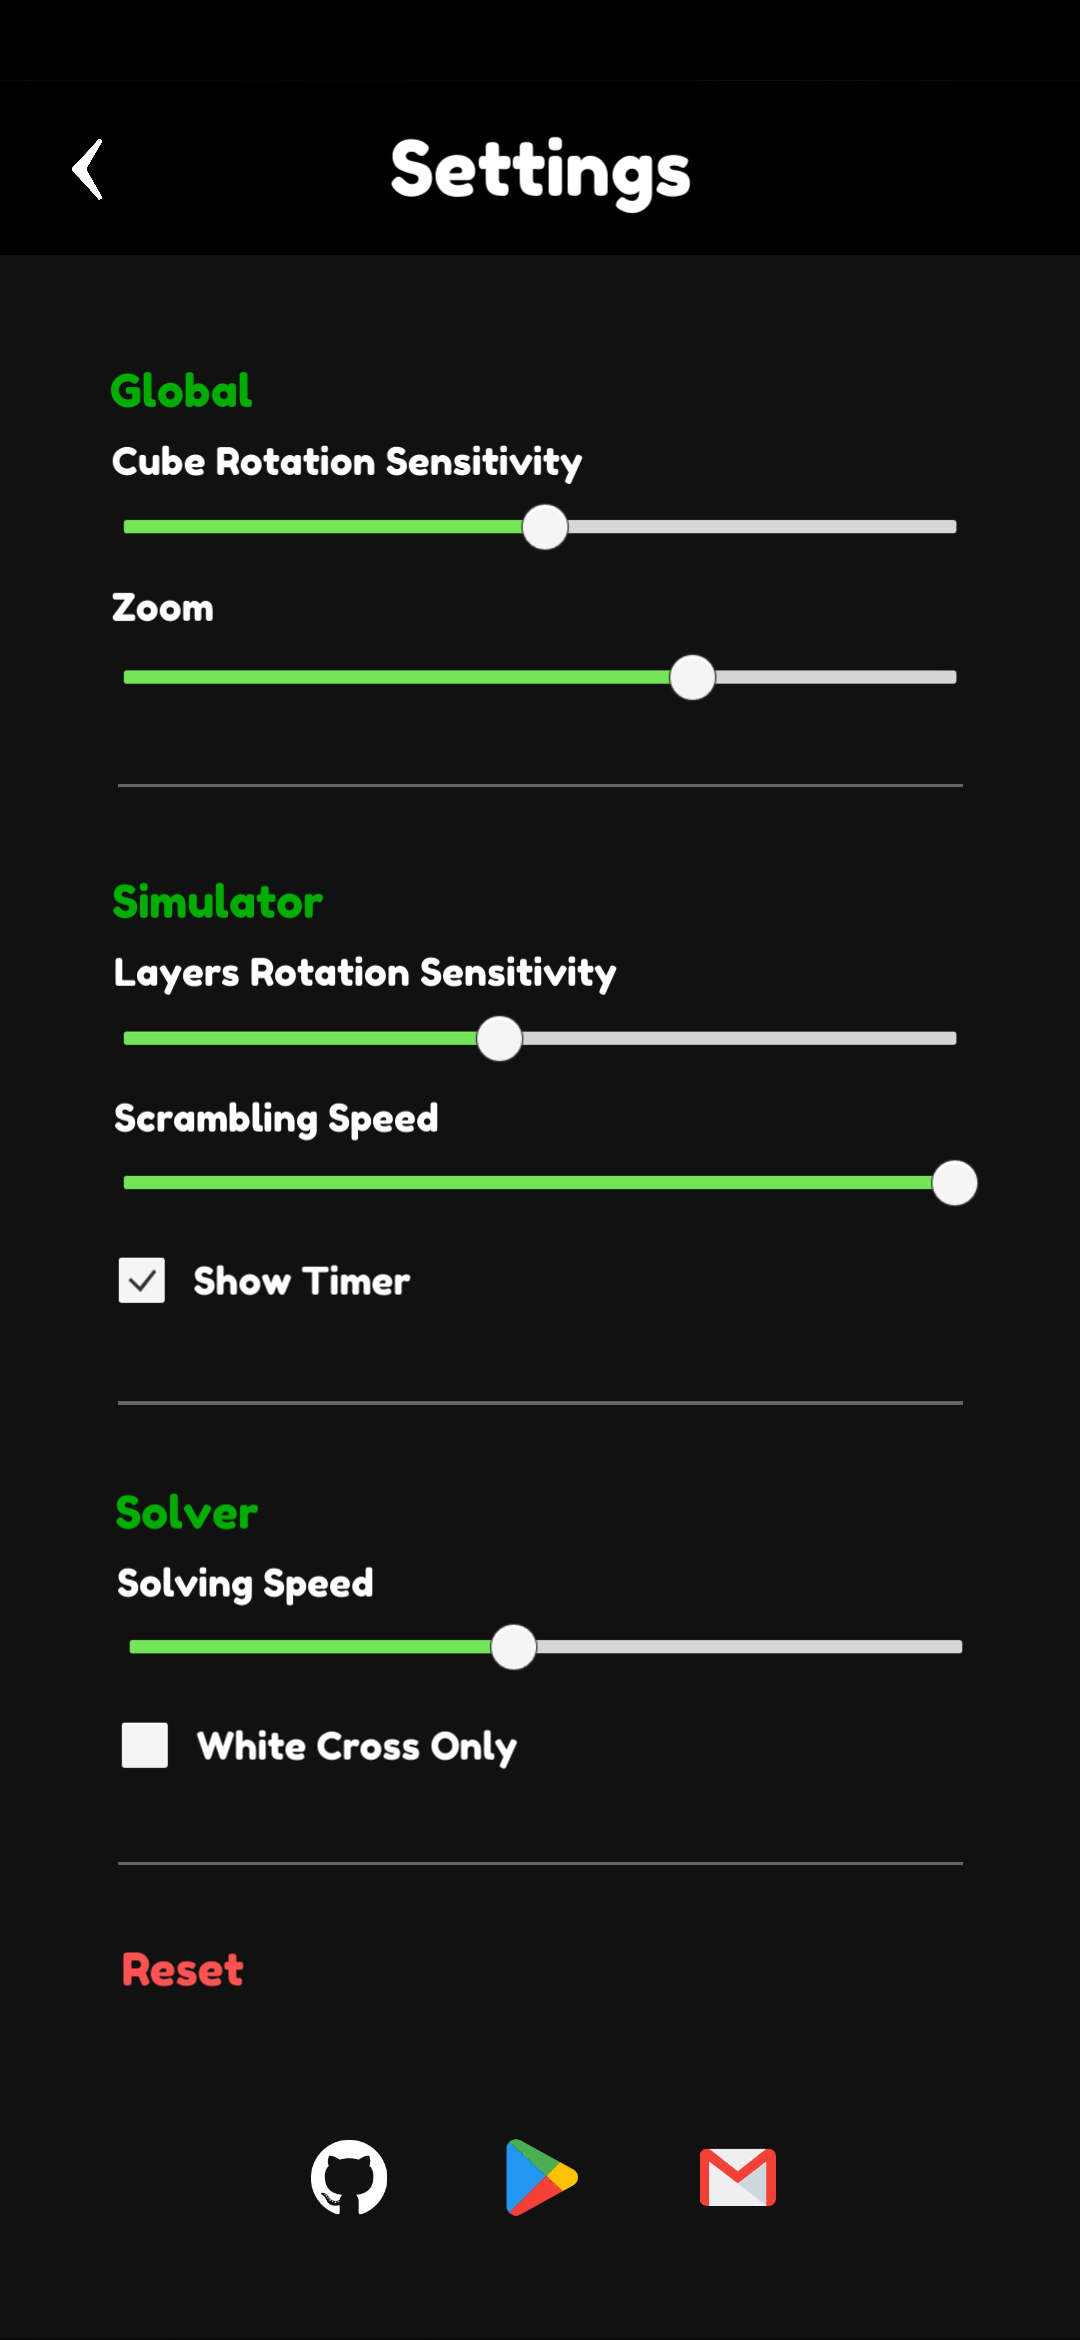 Settings
Global
Cube Rotation Sensitivity
Zoom
Simulator
Layers Rotation Sensitivity
Scrambling Speed
Show Timer
Solver
Solving Speed
White Cross Only
Reset